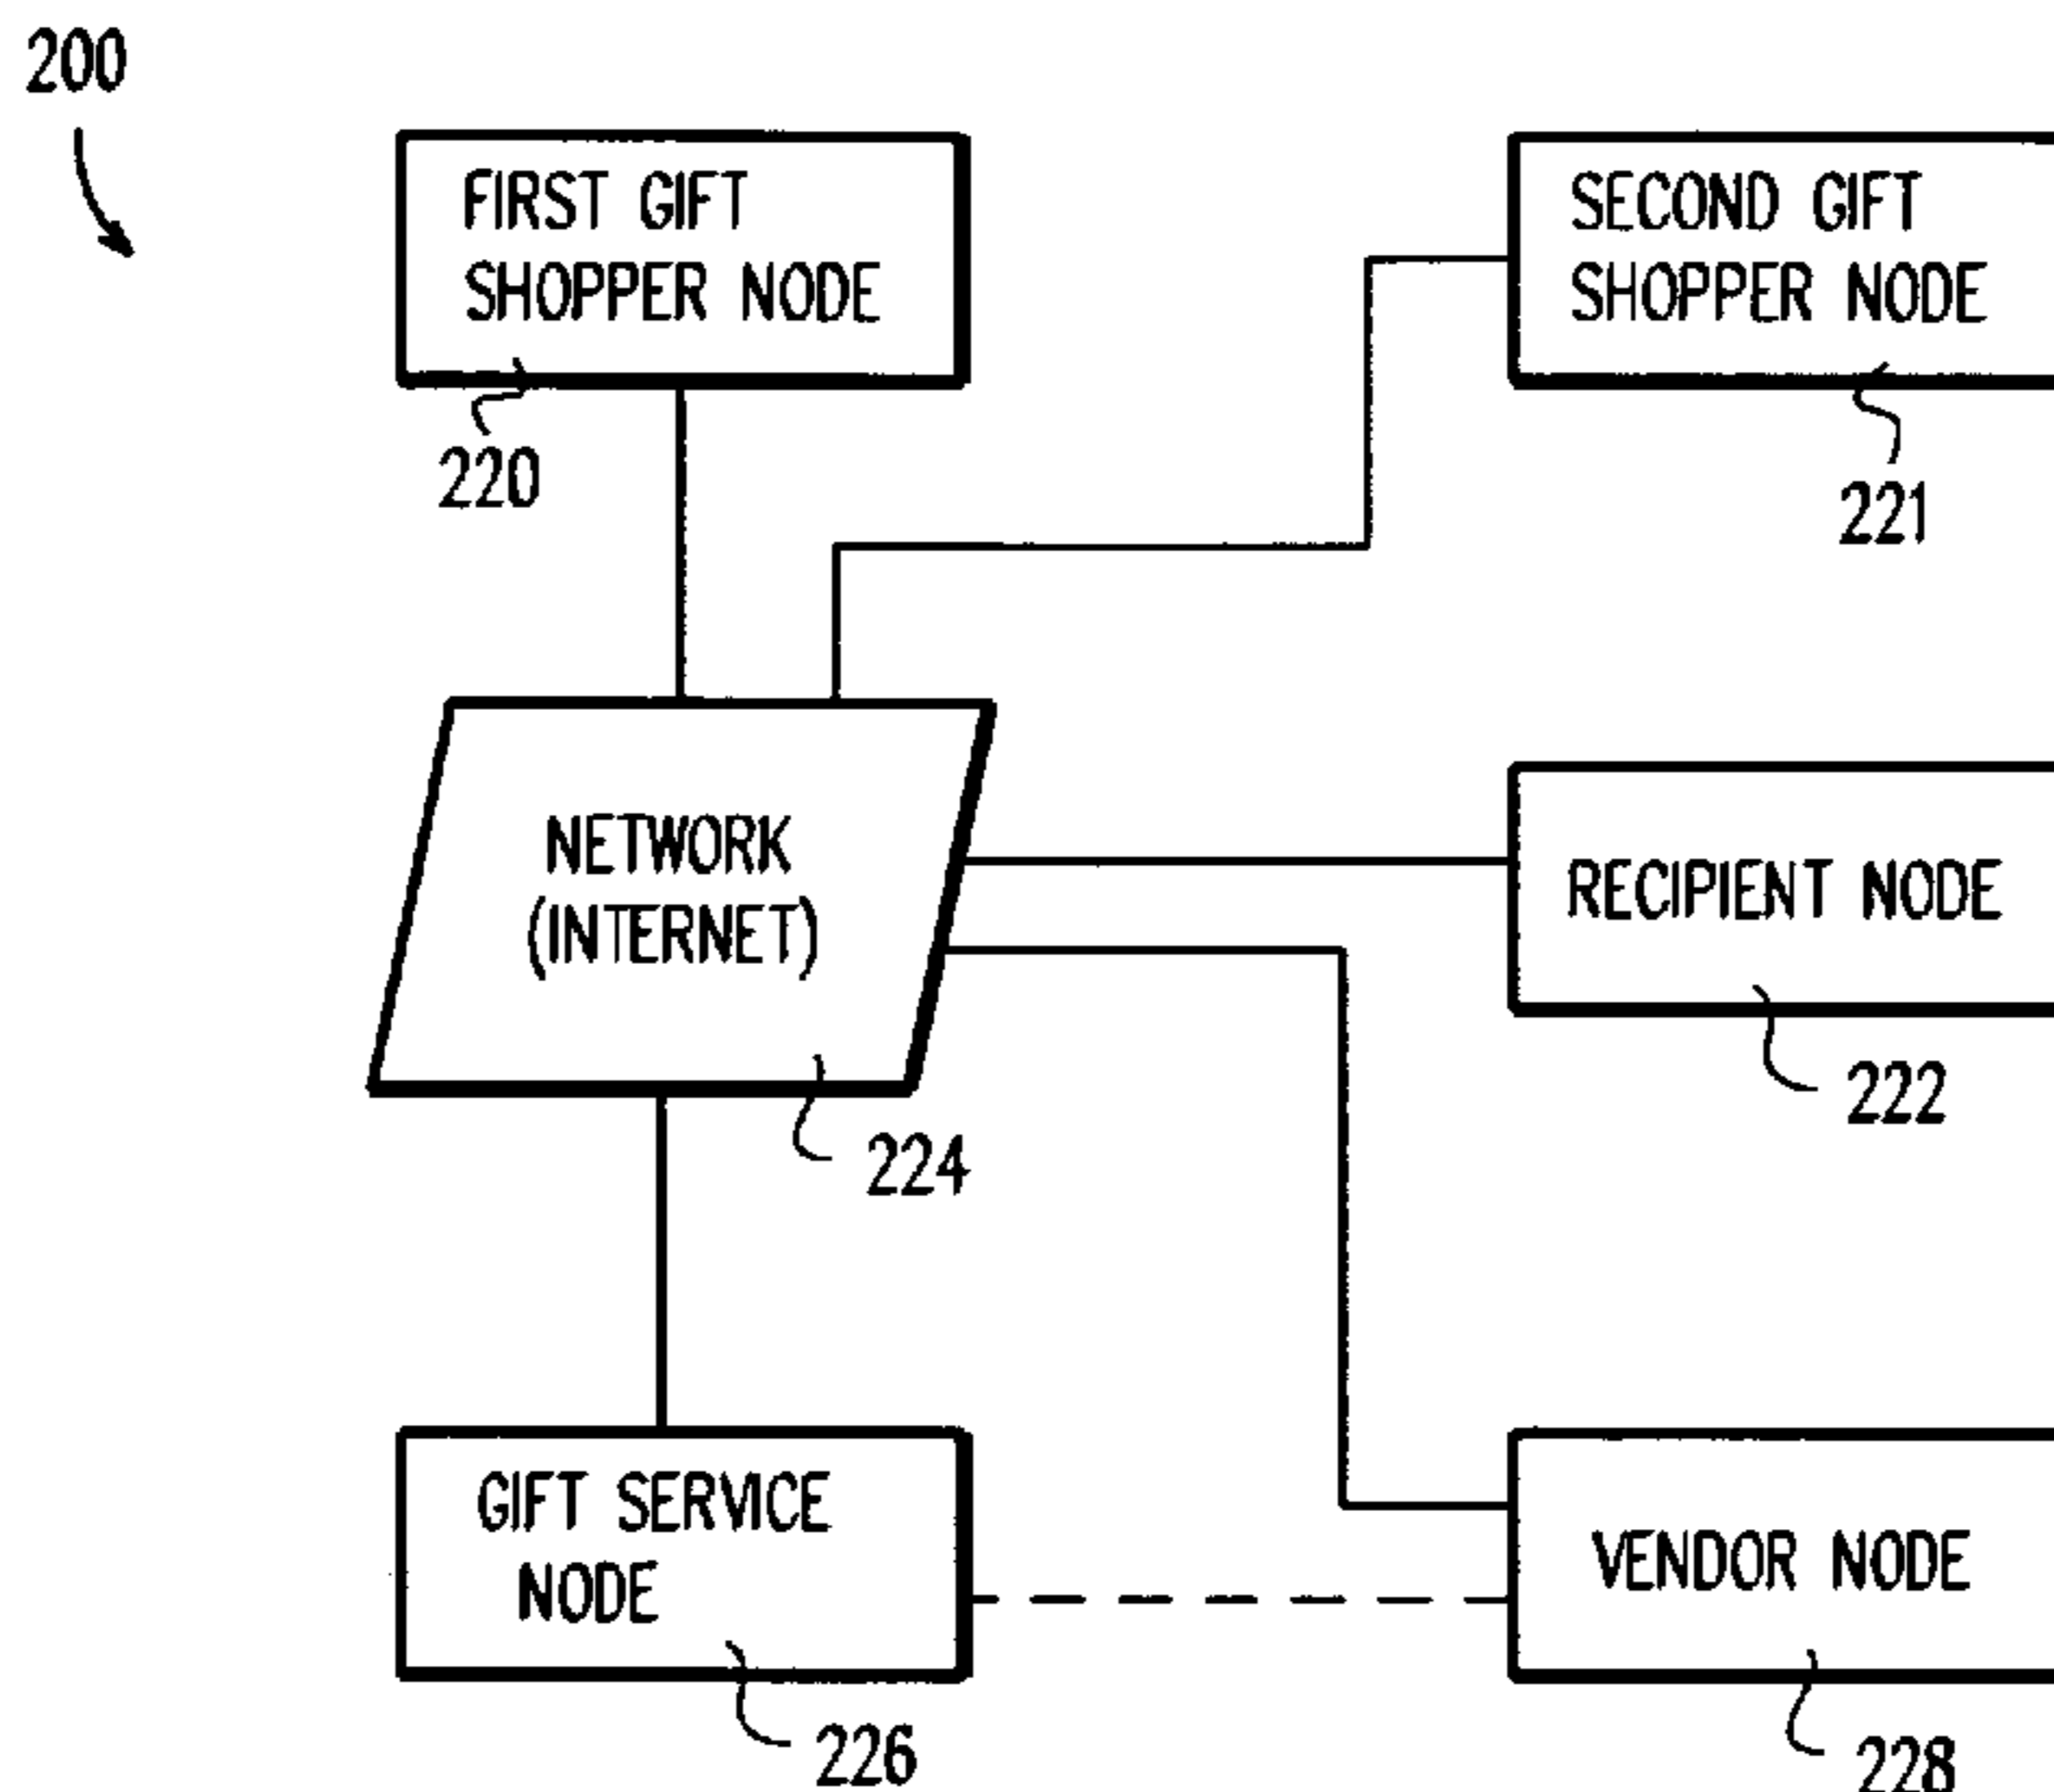 200
FIRST GIFT
SHOPPER NODE
220
SECOND GIFT
SHOPPER NODE
221
NETWORK
(INTERNET)
224
RECIPIENT NODE
222
GIFT SERVICE
NODE
226
VENDOR NODE
228